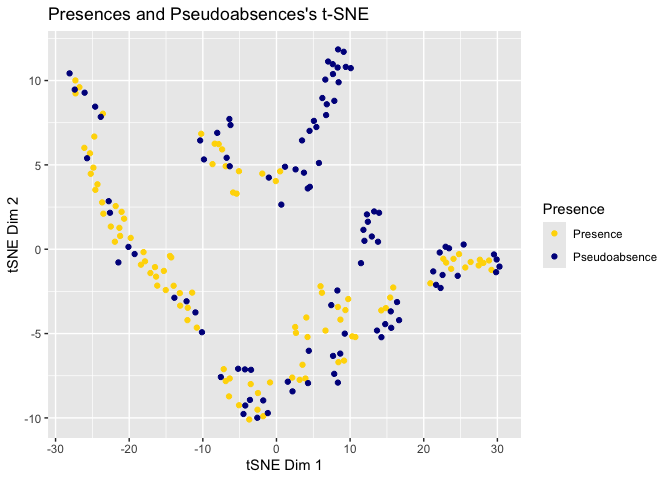 Presences and Pseudoabsences's t-SNE
10
5
0
-5
-10
tSNE Dim 2
-30 -20 -10 0 10 20 30
tSNE Dim 1
Presence
Presence
Pseudoabsence